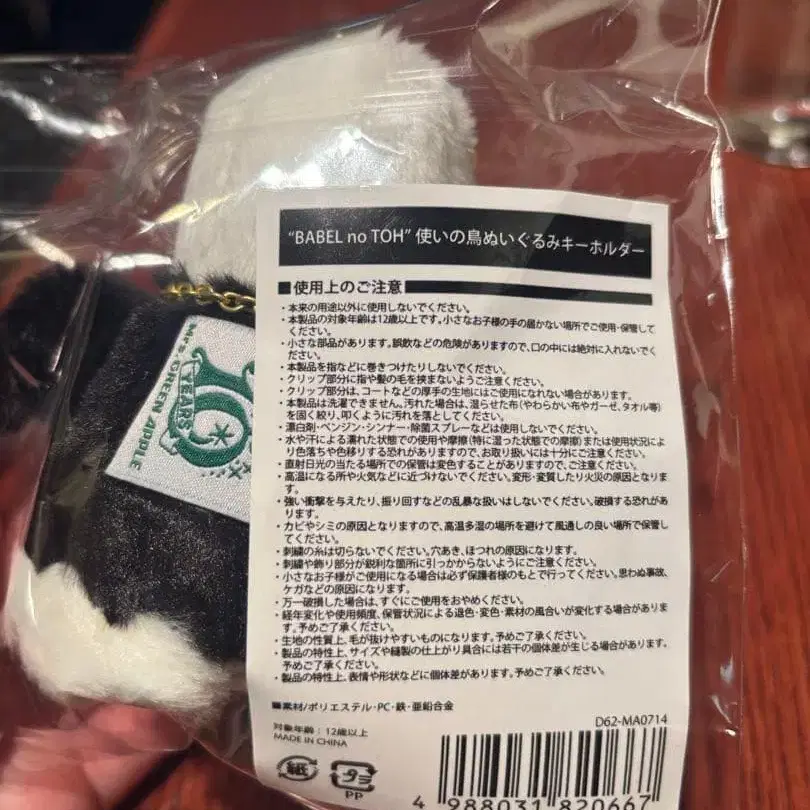 "BABEL no TOH" 使いの鳥ぬいぐるみキーホルダー
■使用上のご注意
・本来の用途以外に使用しないでください。
・本製品の対象年齢は12歳以上です。小さなお子様の手の届かない場所でご使用・保管して
ください。
・小さな部品があります。誤飲などの危険がありますので、口の中には絶対に入れないでく
ださい。
・本製品を指などに巻きつけたりしないでください。
・クリップ部分に指や髪の毛を挟まないようご注意ください。
・クリップ部分は、コートなどの厚手の生地にはご使用になれない場合があります。
・本製品は洗濯できません。汚れた場合は、湿らせた布(やわらかい布やガーゼ、タオル等)
を固く絞り、叩くように汚れを落としてください。
・漂白剤・ベンジン・シンナー・除菌スプレーなどは使用しないでください。
・水や汗による濡れた状態での使用や摩擦(特に湿った状態での摩擦)または使用状況によ
り色落ちや色移りする恐れがありますので、お取り扱いには十分にご注意ください。
・直射日光の当たる場所での保管は変色することがありますので、ご注意ください。
・高温になる所や火気などに近づけないでください。変形・変質したり火災の原因となりま
す。
・強い衝撃を与えたり、振り回すなどの乱暴な扱いはしないでください。破損する恐れがあ
ります。
・カビやシミの原因となりますので、高温多湿の場所を避けて風通しの良い場所で保管し
てください。
・刺繍の糸は切らないでください。穴あき、ほつれの原因になります。
・刺繍や飾り部分が鋭利な箇所に引っかからないようにご注意ください。
・小さなお子様がご使用になる場合は必ず保護者様のもとで行ってください。思わぬ事故、
ケガなどの原因になります。
・万一破損した場合は、すぐにご使用をおやめください。
・経年変化や使用頻度、保管状況による退色・変色・素材の風合いが変化する場合がありま
す。予めご了承ください。
・生地の性質上、毛が抜けやすいものになります。予めご了承ください。
・製品の特性上、サイズや縫製の仕上がり具合には若干の個体差が生じる場合があります。
予めご了承ください。
・製品の特性上、表情や形状などに個体差があります。予めご了承ください。
■素材/ポリエステル・PC・鉄・亜鉛合金
D62-MA0714
対象年齢:12歳以上
MADE IN CHINA
紙
プラ
PP
4 988031 820667
MRS. GREEN APPLE
10
YEARS